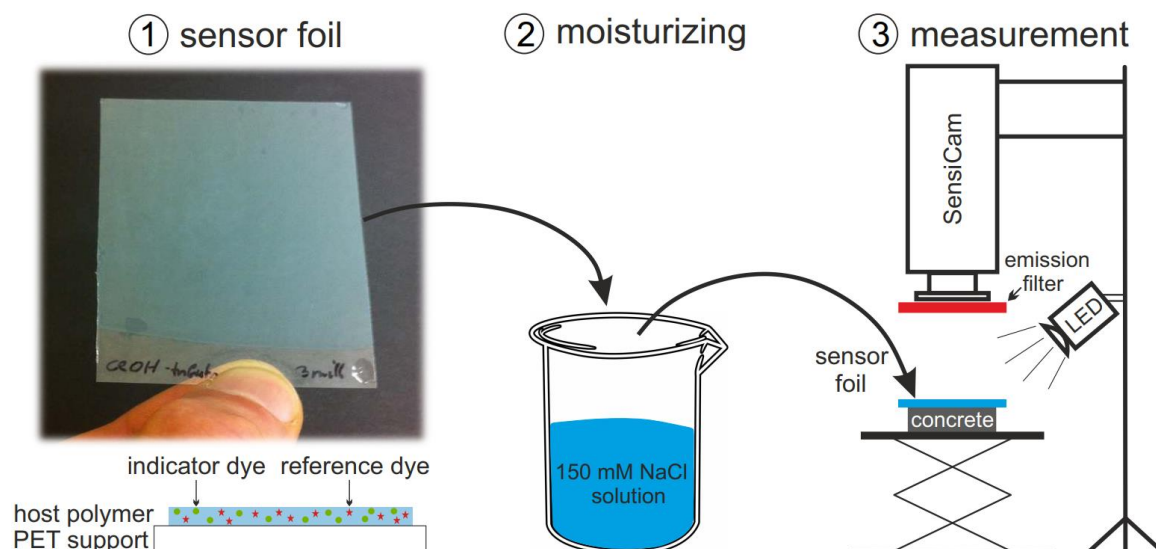 1 sensor foil
2 moisturizing
3 measurement
SensiCam
emission
filter
LED
sensor
foil
concrete
150 mM NaCl
solution
indicator dye
reference dye
host polymer
PET support